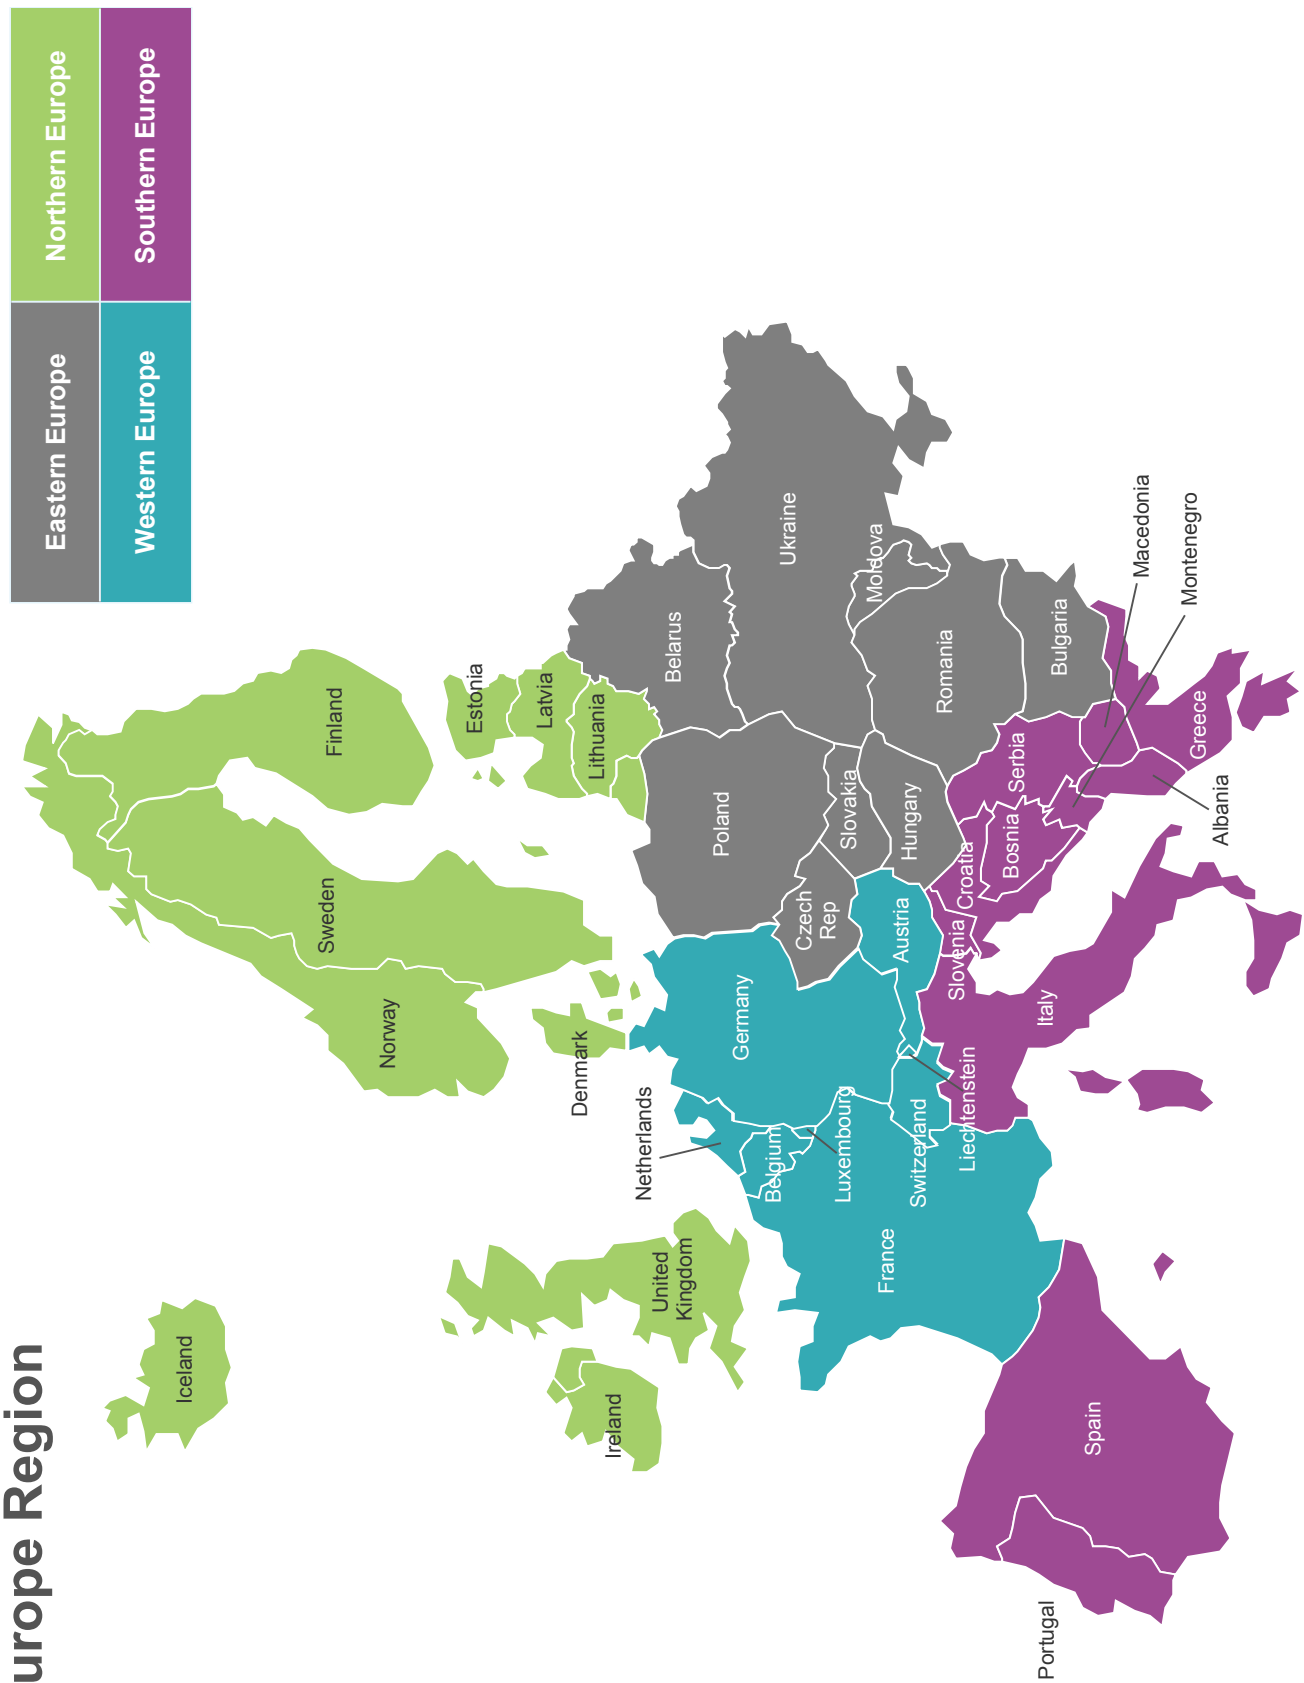 urope Region
Eastern Europe
Northern Europe
Western Europe
Southern Europe
Iceland
Norway
Sweden
Finland
Estonia
Latvia
Lithuania
Denmark
United
Kingdom
Ireland
Netherlands
Belgium
Luxembourg
Germany
France
Switzerland
Liechtenstein
Austria
Poland
Czech
Rep
Slovakia
Hungary
Belarus
Ukraine
Moldova
Romania
Bulgaria
Slovenia
Croatia
Bosnia
Serbia
Macedonia
Montenegro
Albania
Greece
Italy
Spain
Portugal